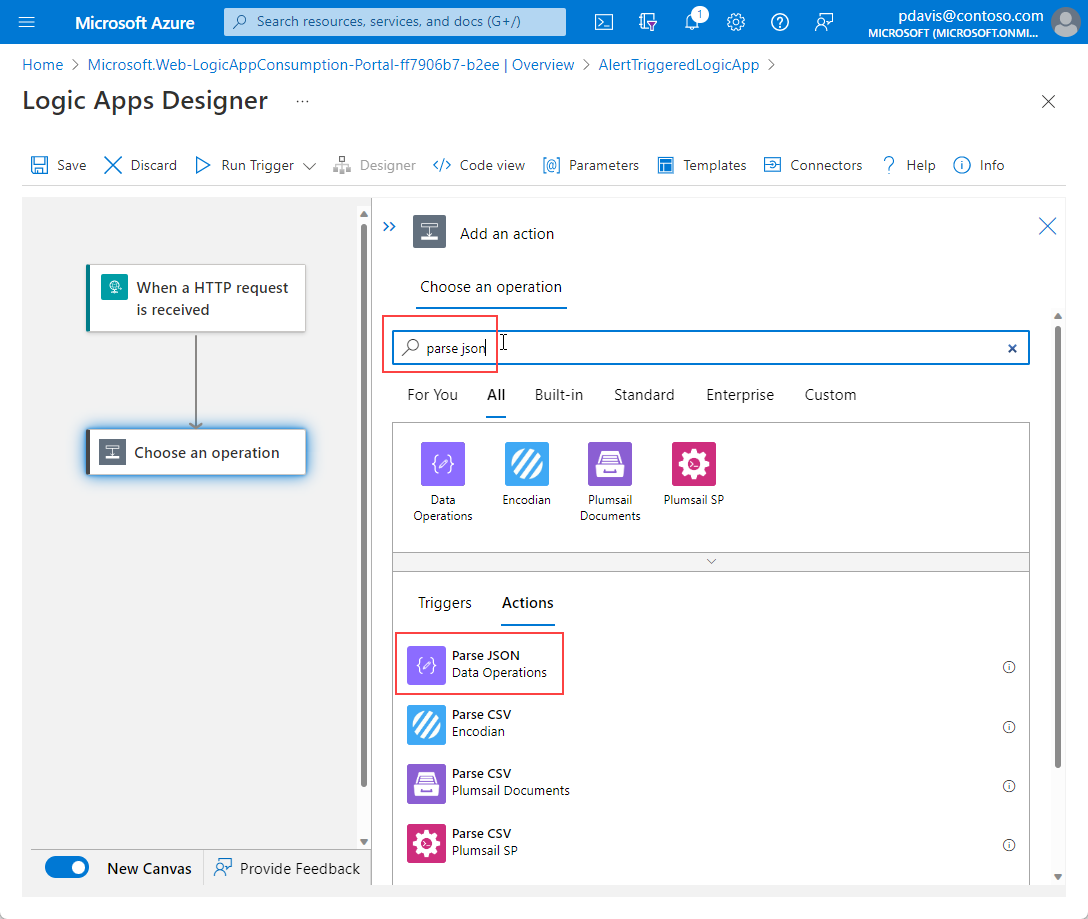 Microsoft Azure
Search resources, services, and docs (G+/)
1
pdavis@contoso.com
MICROSOFT (MICROSOFT.ONMI...
Home > Microsoft.Web-LogicAppConsumption-Portal-ff7906b7-b2ee | Overview > AlertTriggeredLogicApp >
Logic Apps Designer ...
Save Discard Run Trigger Designer Code view Parameters Templates Connectors Help Info
When a HTTP request
is received
Choose an operation
New Canvas
Provide Feedback
Add an action
Choose an operation
parse json
For You All Built-in Standard Enterprise Custom
Data
Operations
Encodian
Plumsail
Documents
Plumsail SP
Triggers Actions
Parse JSON
Data Operations
Parse CSV
Encodian
Parse CSV
Plumsail Documents
Parse CSV
Plumsail SP